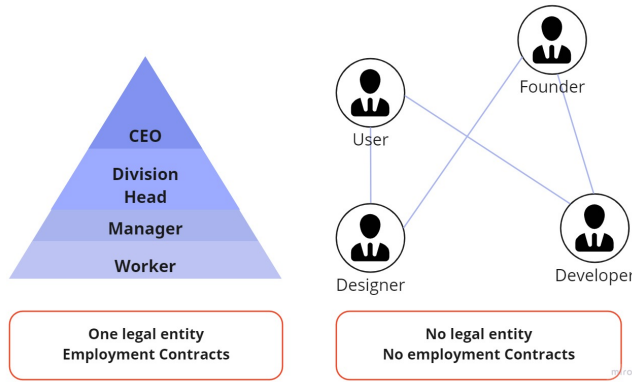 CEO
Division
Head
Manager
Worker
One legal entity
Employment Contracts
Founder
User
Designer
Developer
No legal entity
No employment Contracts
miro